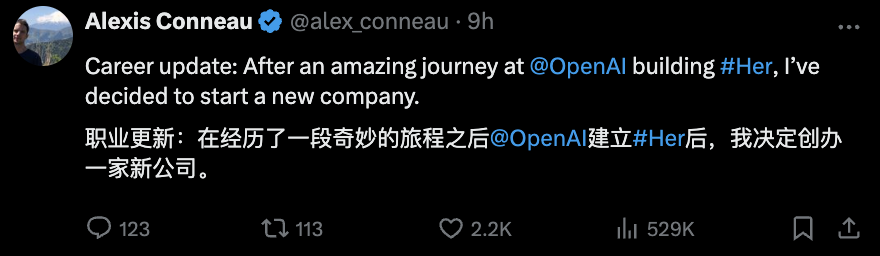 Alexis Conneau @alex_conneau · 9h
Career update: After an amazing journey at @OpenAI building #Her, I’ve
decided to start a new company.
职业更新：在经历了一段奇妙的旅程之后@OpenAI建立#Her后，我决定创办
一家新公司。
123 113 2.2K 529K